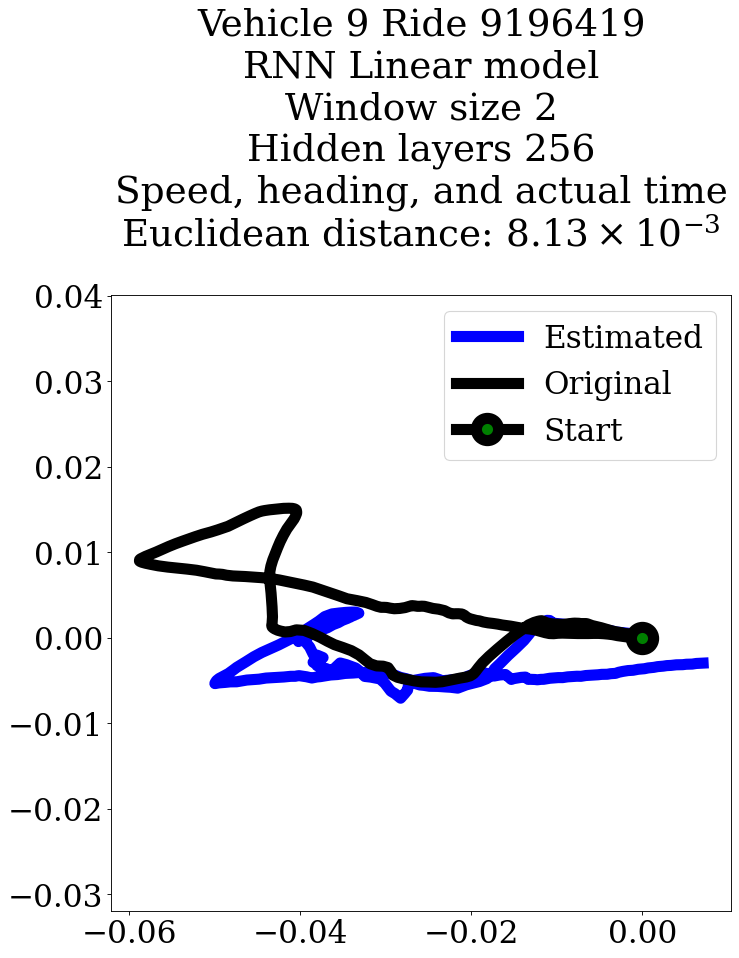 Vehicle 9 Ride 9196419
RNN Linear model
Window size 2
Hidden layers 256
Speed, heading, and actual time
Euclidean distance: 8.13 × 10⁻³
Estimated
Original
Start
0.04
0.03
0.02
0.01
0.00
−0.01
−0.02
−0.03
−0.06 −0.04 −0.02 0.00